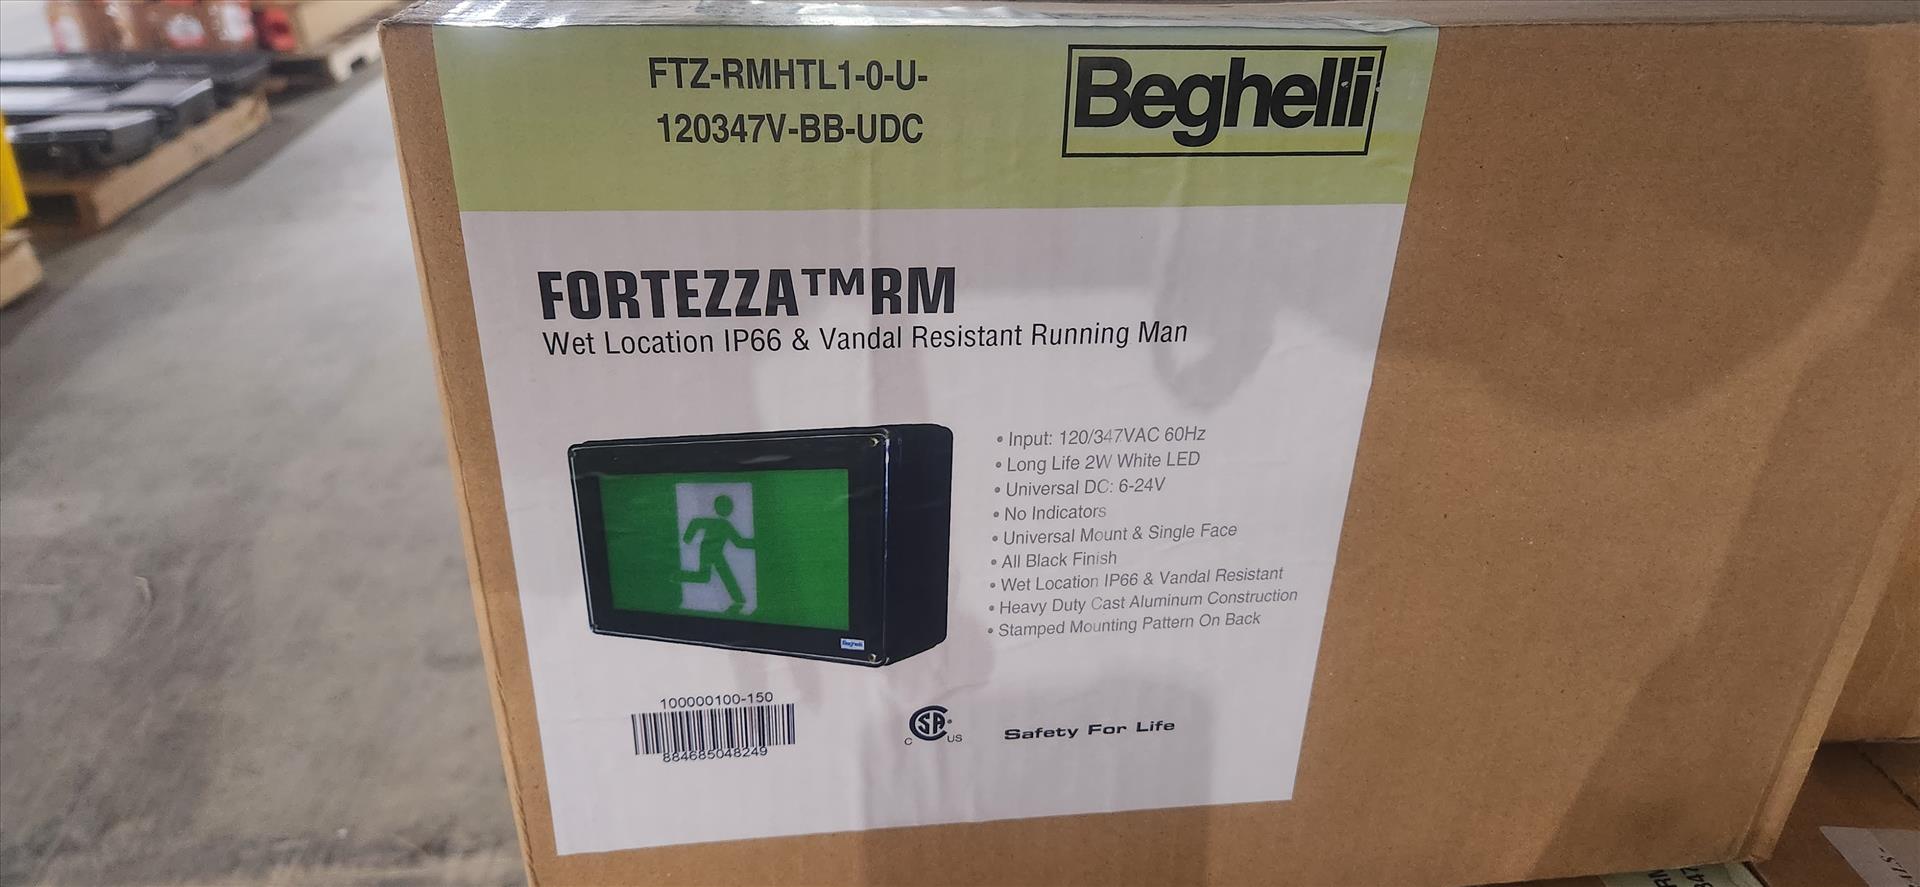 FTZ-RMHTL1-0-U-
120347V-BB-UDC
Beghelli
FORTEZZA™RM
Wet Location IP66 & Vandal Resistant Running Man
• Input: 120/347VAC 60Hz
• Long Life 2W White LED
• Universal DC: 6-24V
• No Indicators
• Universal Mount & Single Face
• All Black Finish
• Wet Location IP66 & Vandal Resistant
• Heavy Duty Cast Aluminum Construction
• Stamped Mounting Pattern On Back
Beghelli
100000100-150
884685048249
C SA® US
Safety For Life